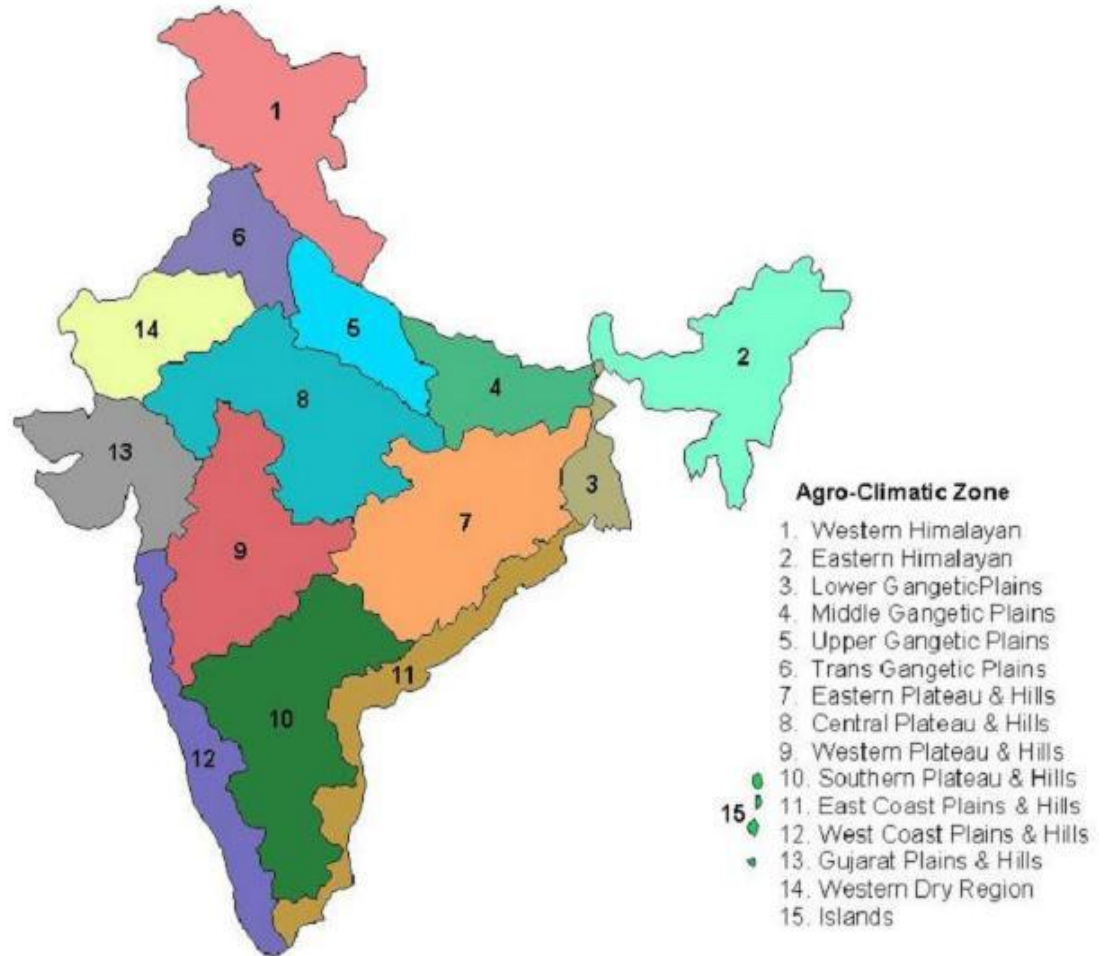 1
6
2
14
5
4
8
13
3
7
9
11
10
12
15
Agro-Climatic Zone
1. Western Himalayan
2. Eastern Himalayan
3. Lower GangeticPlains
4. Middle Gangetic Plains
5. Upper Gangetic Plains
6. Trans Gangetic Plains
7. Eastern Plateau & Hills
8. Central Plateau & Hills
9. Western Plateau & Hills
10. Southern Plateau & Hills
11. East Coast Plains & Hills
12. West Coast Plains & Hills
13. Gujarat Plains & Hills
14. Western Dry Region
15. Islands